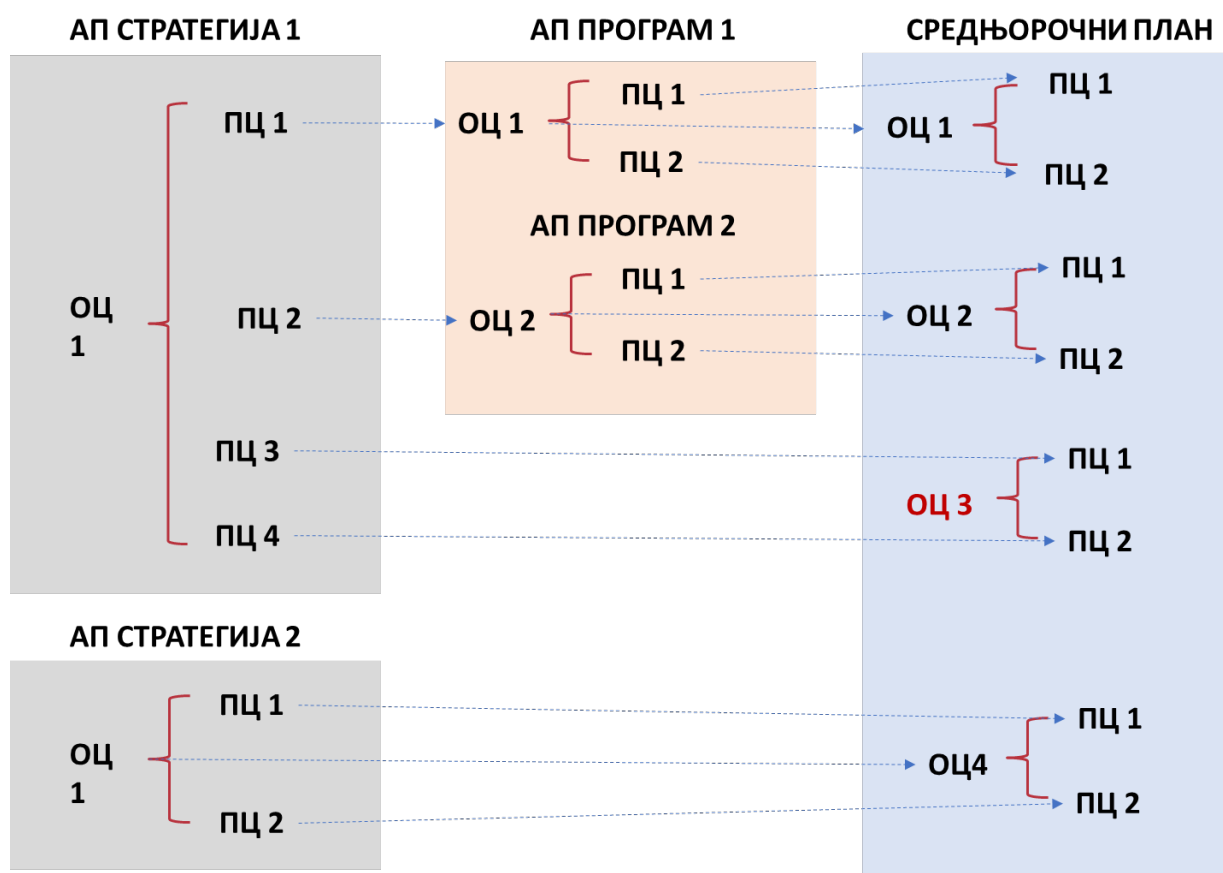 АП СТРАТЕГИЈА 1
ОЦ
1
ПЦ 1
ПЦ 2
ПЦ 3
ПЦ 4
АП СТРАТЕГИЈА 2
ОЦ
1
ПЦ 1
ПЦ 2
АП ПРОГРАМ 1
ОЦ 1
ПЦ 1
ПЦ 2
АП ПРОГРАМ 2
ОЦ 2
ПЦ 1
ПЦ 2
СРЕДЊОРОЧНИ ПЛАН
ОЦ 1
ПЦ 1
ПЦ 2
ОЦ 2
ПЦ 1
ПЦ 2
ОЦ 3
ПЦ 1
ПЦ 2
ОЦ4
ПЦ 1
ПЦ 2